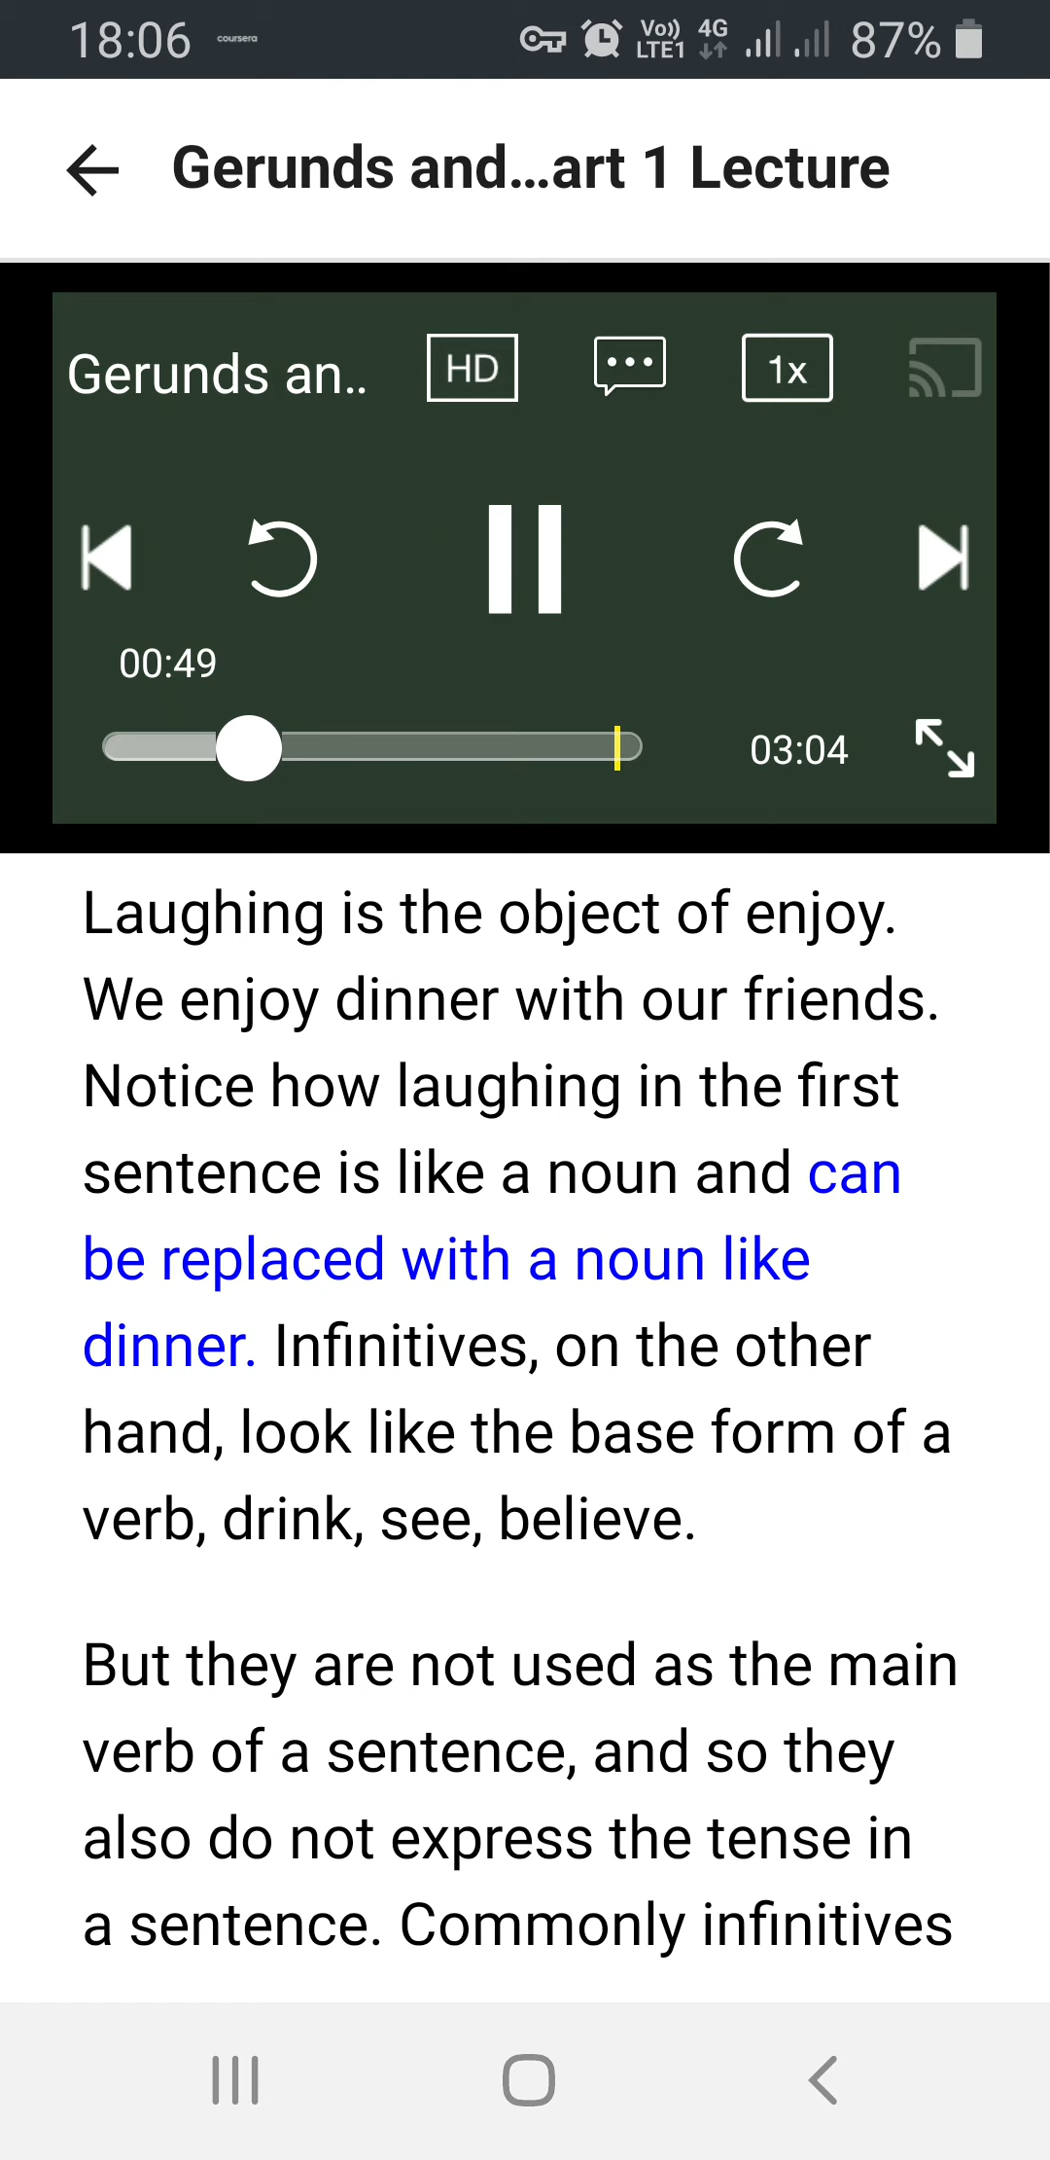 18:06 coursera Vo)) LTE1 4G 87%
Gerunds and...art 1 Lecture
Gerunds an.. HD 1x
00:49
03:04
Laughing is the object of enjoy.
We enjoy dinner with our friends.
Notice how laughing in the first
sentence is like a noun and can
be replaced with a noun like
dinner. Infinitives, on the other
hand, look like the base form of a
verb, drink, see, believe.
But they are not used as the main
verb of a sentence, and so they
also do not express the tense in
a sentence. Commonly infinitives